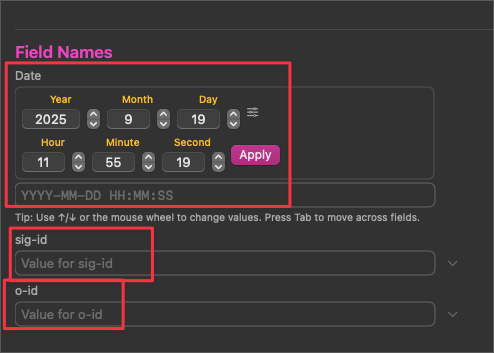 Field Names
Date
Year Month Day
2025 9 19
Hour Minute Second
11 55 19 Apply
YYYY-MM-DD HH:MM:SS
Tip: Use ↑/↓ or the mouse wheel to change values. Press Tab to move across fields.
sig-id
Value for sig-id
o-id
Value for o-id